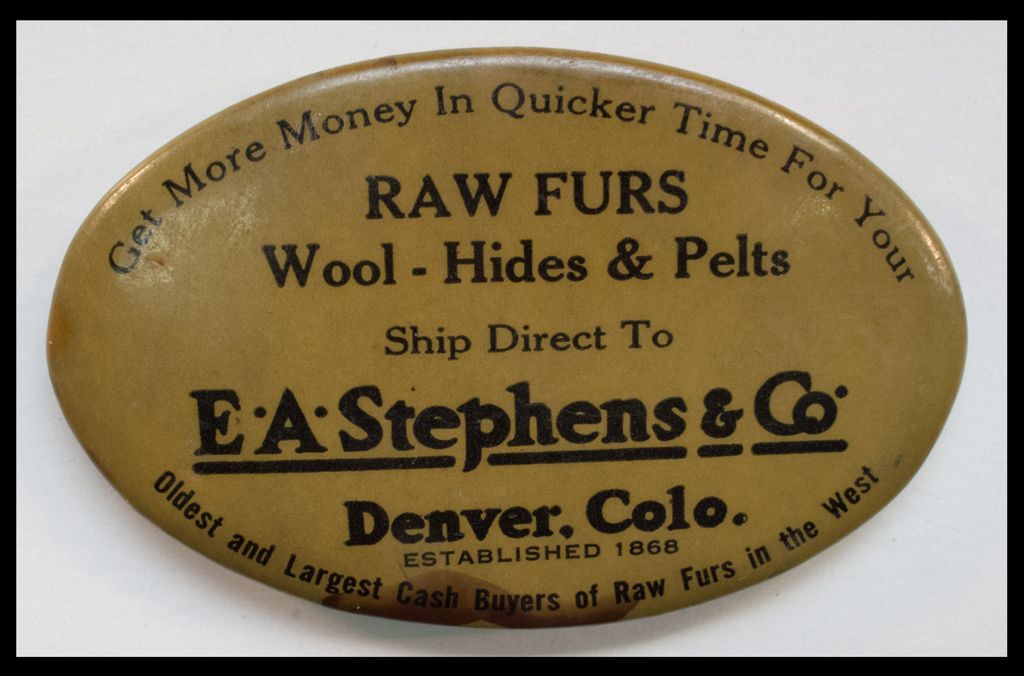 Get More Money In Quicker Time For Your
RAW FURS
Wool - Hides & Pelts
Ship Direct To
E.A. Stephens & Co.
Denver, Colo.
ESTABLISHED 1868
Oldest and Largest Cash Buyers of Raw Furs in the West